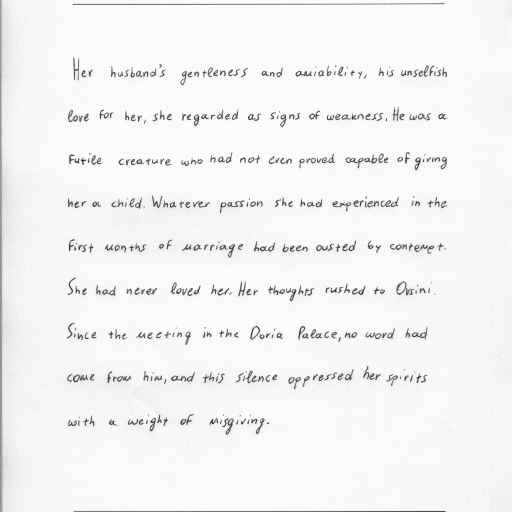 Her husband's gentleness and amiability, his unselfish
love for her, she regarded as signs of weakness. He was a
futile creature who had not even proved capable of giving
her a child. Whatever passion she had experienced in the
first months of marriage had been ousted by contempt.
She had never loved her. Her thoughts rushed to Orsini.
Since the meeting in the Doria Palace, no word had
come from him, and this silence oppressed her spirits
with a weight of misgiving.